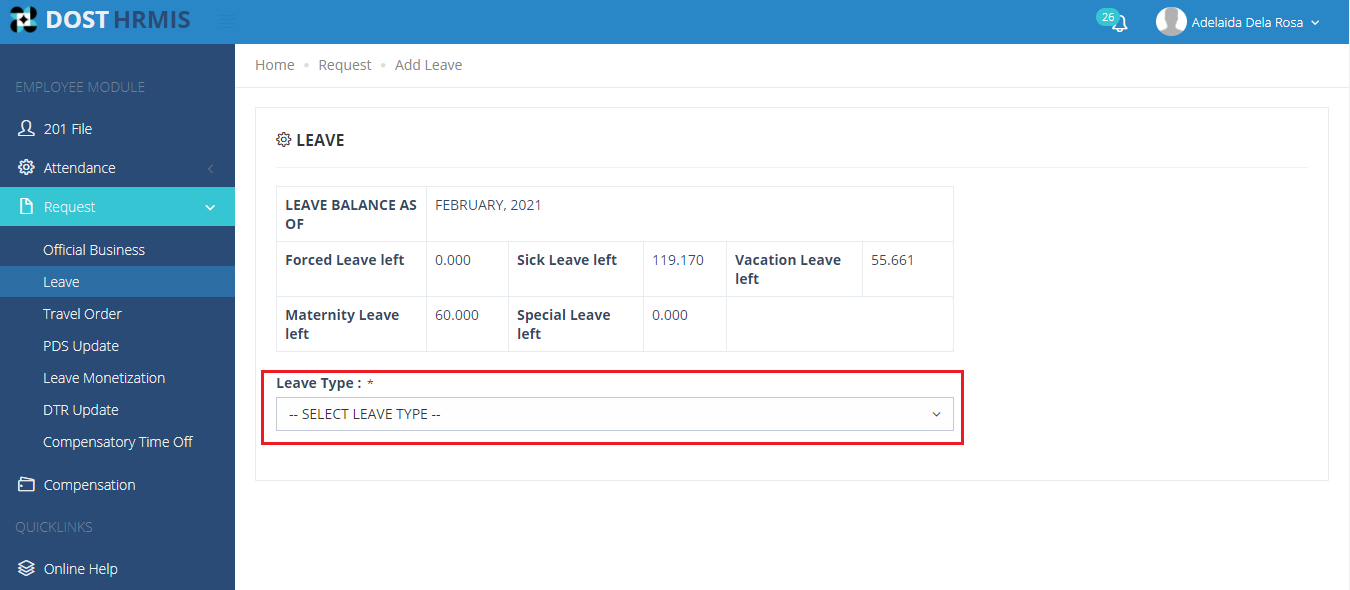 DOST HRMIS
26
Adelaida Dela Rosa
EMPLOYEE MODULE
201 File
Attendance
Request
Official Business
Leave
Travel Order
PDS Update
Leave Monetization
DTR Update
Compensatory Time Off
Compensation
QUICKLINKS
Online Help
Home Request Add Leave
LEAVE
LEAVE BALANCE AS OF
FEBRUARY, 2021
Forced Leave left
0.000
Sick Leave left
119.170
Vacation Leave left
55.661
Maternity Leave left
60.000
Special Leave left
0.000
Leave Type : *
-- SELECT LEAVE TYPE --